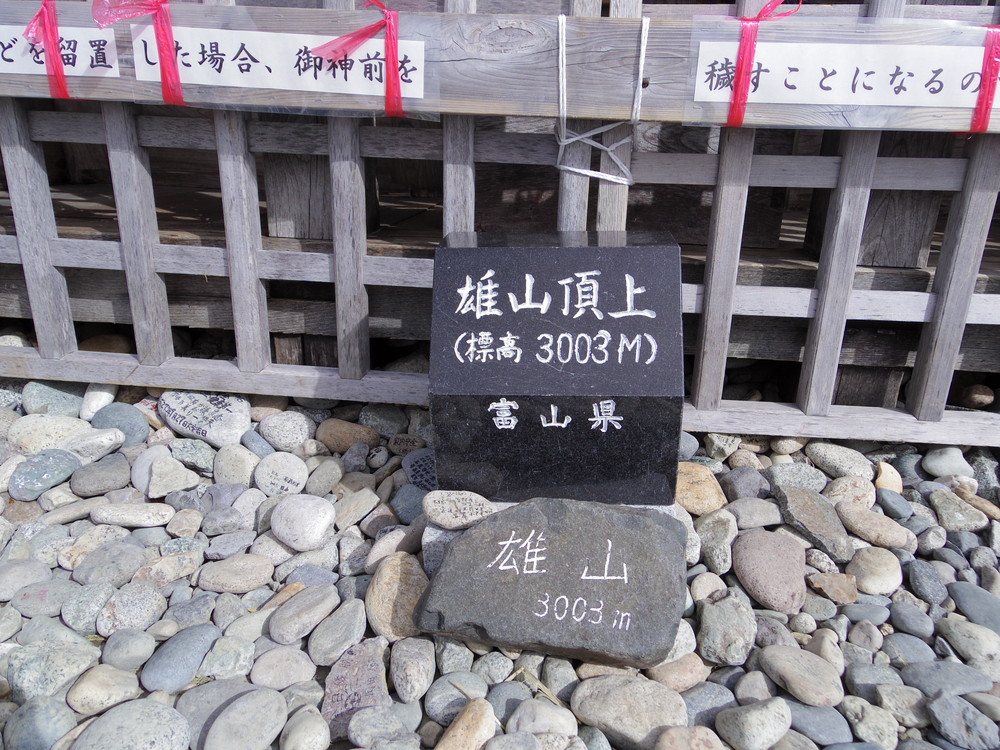 どを留置
した場合、御神前を
穢すことになるの
雄山頂上
(標高 3003M)
富山県
雄山
3003m